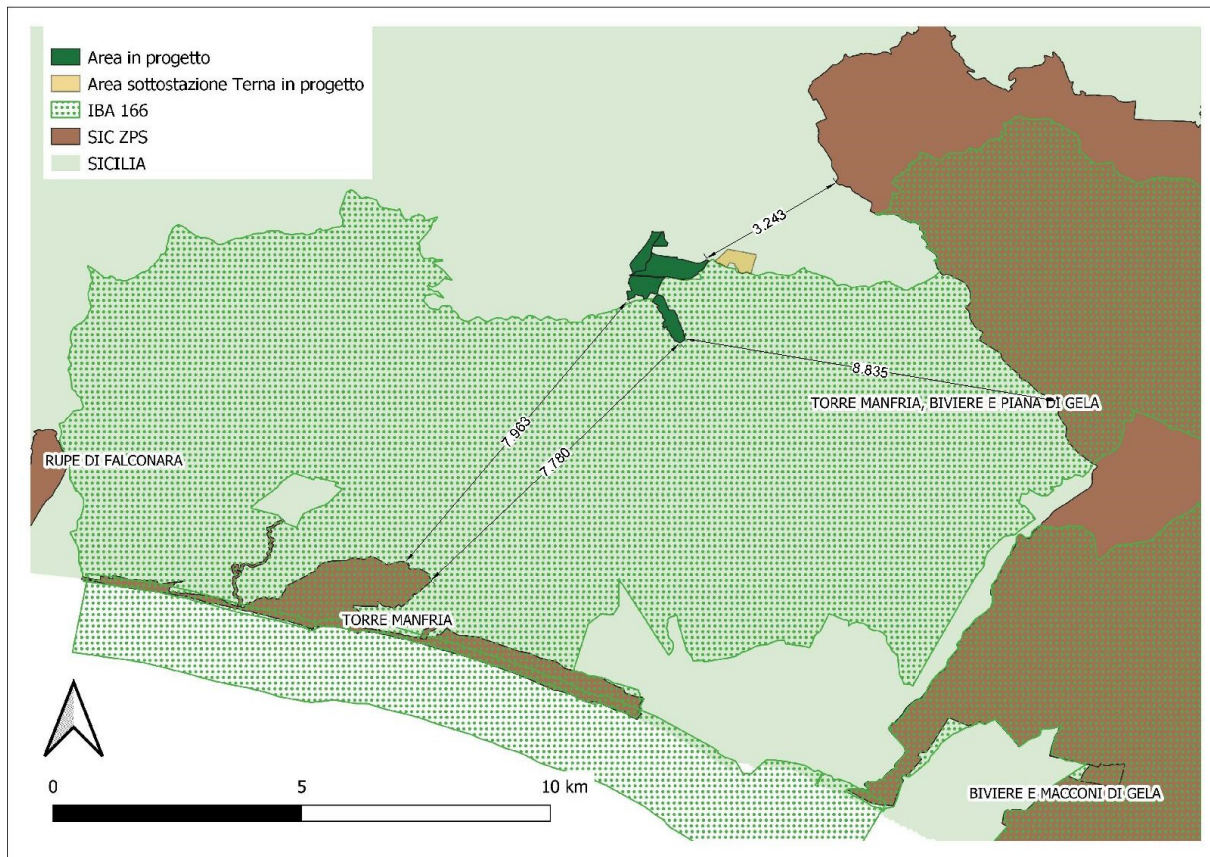 Area in progetto
Area sottostazione Terna in progetto
IBA 166
SIC ZPS
SICILIA
3.243
8.835
TORRE MANFRIA, BIVIERE E PIANA DI GELA
7.963
7.780
RUPE DI FALCONARA
TORRE MANFRIA
BIVIERE E MACCONI DI GELA
0 5 10 km